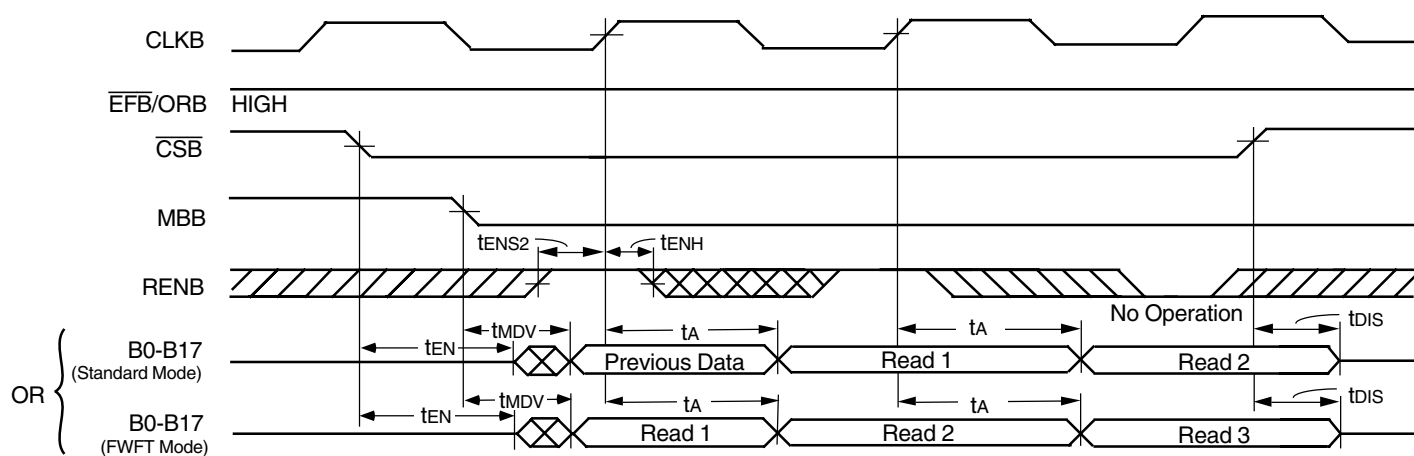 CLKB
EFB/ORB HIGH
CSB
MBB
tENS2 tENH
RENB
No Operation
tMDV tA tA tDIS
tEN
B0-B17
(Standard Mode)
Previous Data Read 1 Read 2
OR
tMDV tA tA tDIS
tEN
B0-B17
(FWFT Mode)
Read 1 Read 2 Read 3